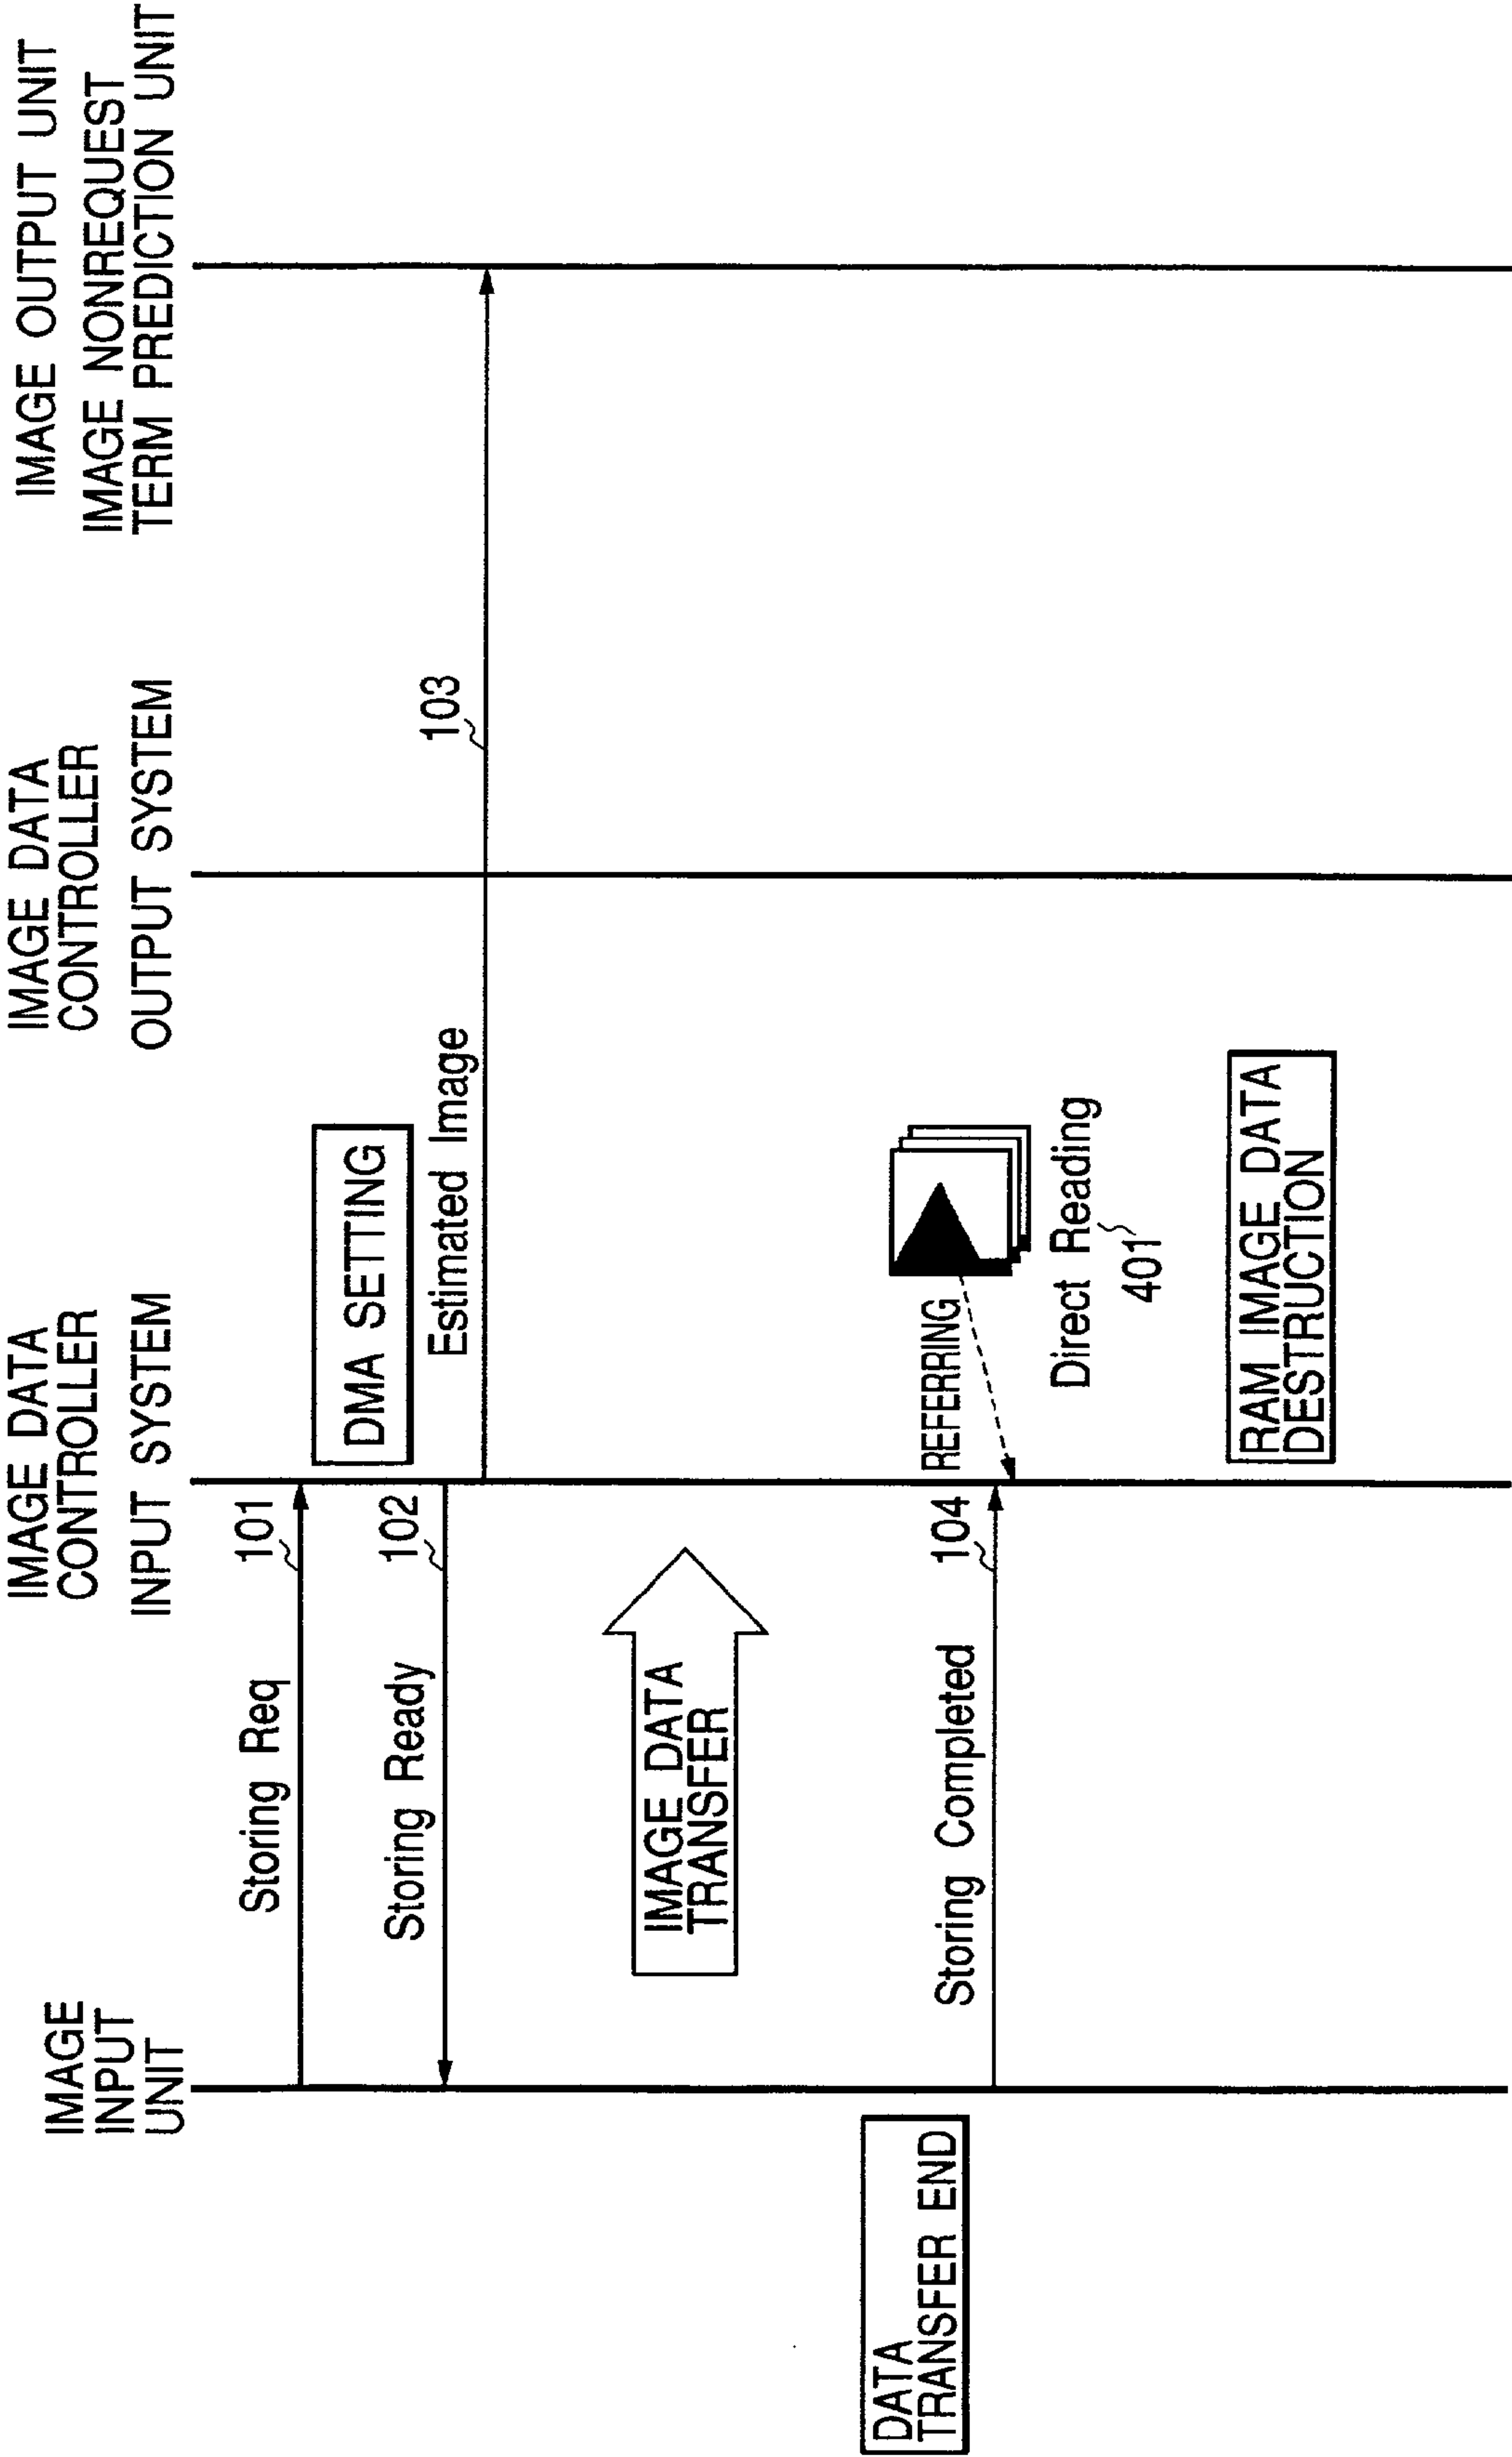 IMAGE
INPUT
UNIT
IMAGE DATA
CONTROLLER
INPUT SYSTEM
IMAGE DATA
CONTROLLER
OUTPUT SYSTEM
IMAGE OUTPUT UNIT
IMAGE NONREQUEST
TERM PREDICTION UNIT
Storing Req
101
DMA SETTING
Storing Ready
102
Estimated Image
103
IMAGE DATA
TRANSFER
DATA
TRANSFER END
Storing Completed
104
REFERRING
Direct Reading
401
RAM IMAGE DATA
DESTRUCTION